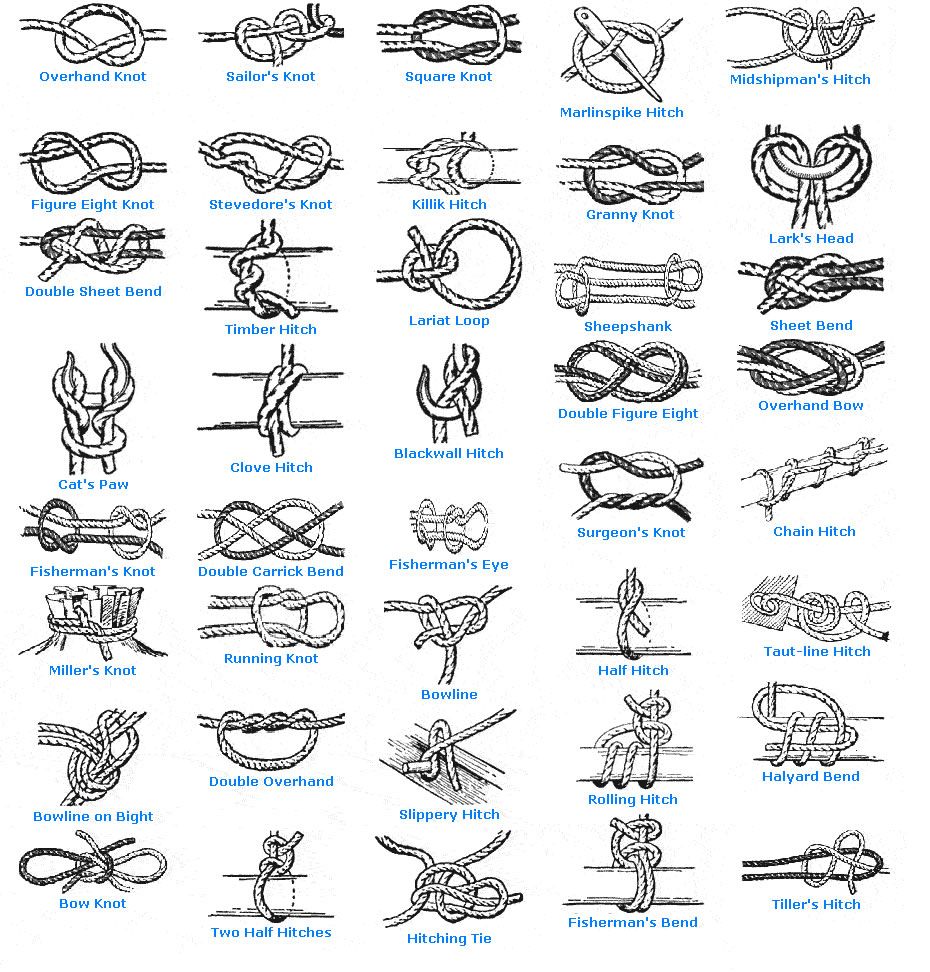 Overhand Knot
Sailor's Knot
Square Knot
Marlinspike Hitch
Midshipman's Hitch
Figure Eight Knot
Stevedore's Knot
Killik Hitch
Granny Knot
Lark's Head
Double Sheet Bend
Timber Hitch
Lariat Loop
Sheepshank
Sheet Bend
Cat's Paw
Clove Hitch
Blackwall Hitch
Double Figure Eight
Overhand Bow
Surgeon's Knot
Chain Hitch
Fisherman's Knot
Double Carrick Bend
Fisherman's Eye
Miller's Knot
Running Knot
Bowline
Half Hitch
Taut-line Hitch
Bowline on Bight
Double Overhand
Slippery Hitch
Rolling Hitch
Halyard Bend
Bow Knot
Two Half Hitches
Hitching Tie
Fisherman's Bend
Tiller's Hitch